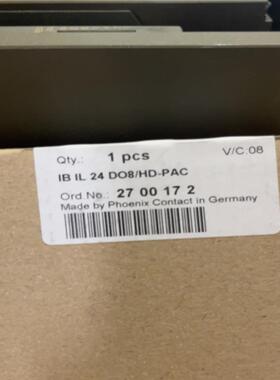 Qty.: 1 pcs V/C.08
IB IL 24 DO8/HD-PAC
Ord.No.: 27 00 17 2
Made by Phoenix Contact in Germany